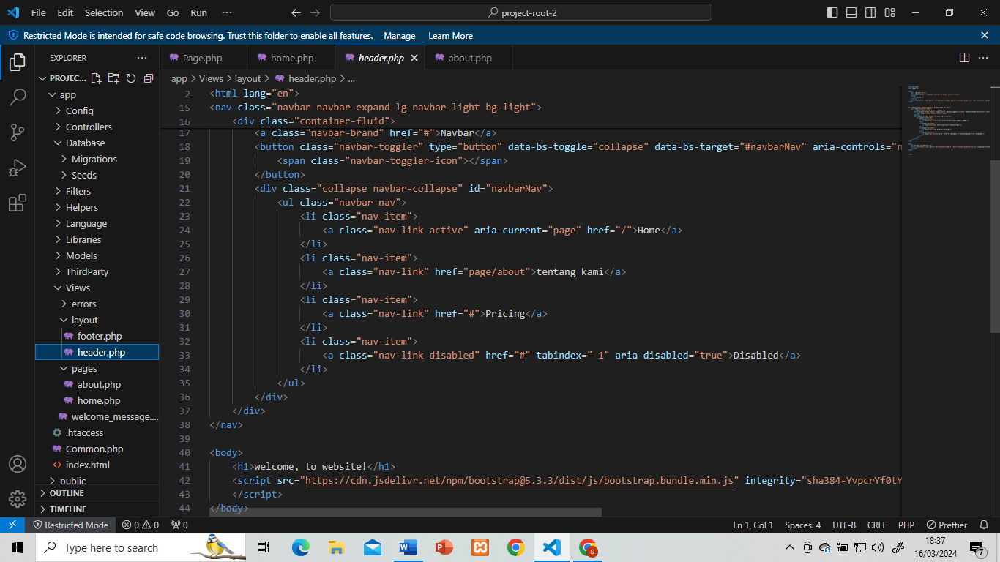 File Edit Selection View Go Run ···
project-root-2
Restricted Mode is intended for safe code browsing. Trust this folder to enable all features. Manage Learn More
EXPLORER
PROJEC...
app
Config
Controllers
Database
Migrations
Seeds
Filters
Helpers
Language
Libraries
Models
ThirdParty
Views
errors
layout
footer.php
header.php
pages
about.php
home.php
welcome_message....
.htaccess
Common.php
index.html
public
OUTLINE
TIMELINE
Page.php home.php header.php about.php
app > Views > layout > header.php > ...
2 <html lang="en">
15 <nav class="navbar navbar-expand-lg navbar-light bg-light">
16 <div class="container-fluid">
17 <a class="navbar-brand" href="#">Navbar</a>
18 <button class="navbar-toggler" type="button" data-bs-toggle="collapse" data-bs-target="#navbarNav" aria-controls="n
19 <span class="navbar-toggler-icon"></span>
20 </button>
21 <div class="collapse navbar-collapse" id="navbarNav">
22 <ul class="navbar-nav">
23 <li class="nav-item">
24 <a class="nav-link active" aria-current="page" href="/">Home</a>
25 </li>
26 <li class="nav-item">
27 <a class="nav-link" href="page/about">tentang kami</a>
28 </li>
29 <li class="nav-item">
30 <a class="nav-link" href="#">Pricing</a>
31 </li>
32 <li class="nav-item">
33 <a class="nav-link disabled" href="#" tabindex="-1" aria-disabled="true">Disabled</a>
34 </li>
35 </ul>
36 </div>
37 </div>
38 </nav>
39
40 <body>
41 <h1>welcome, to website!</h1>
42 <script src="https://cdn.jsdelivr.net/npm/bootstrap@5.3.3/dist/js/bootstrap.bundle.min.js" integrity="sha384-YvpcrYf0tY
43 </script>
44 </body>
Restricted Mode 0 0 0 Ln 1, Col 1 Spaces: 4 UTF-8 CRLF PHP Prettier
Type here to search
18:37
16/03/2024
7